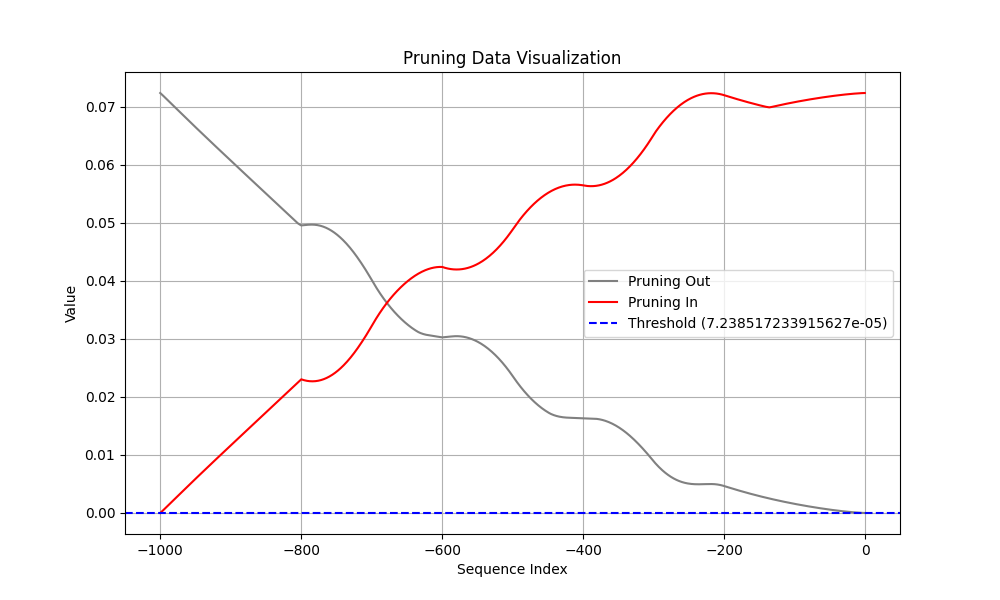 Pruning Data Visualization
Value
0.07
0.06
0.05
0.04
0.03
0.02
0.01
0.00
Pruning Out
Pruning In
Threshold (7.238517233915627e-05)
−1000
−800
−600
−400
−200
0
Sequence Index